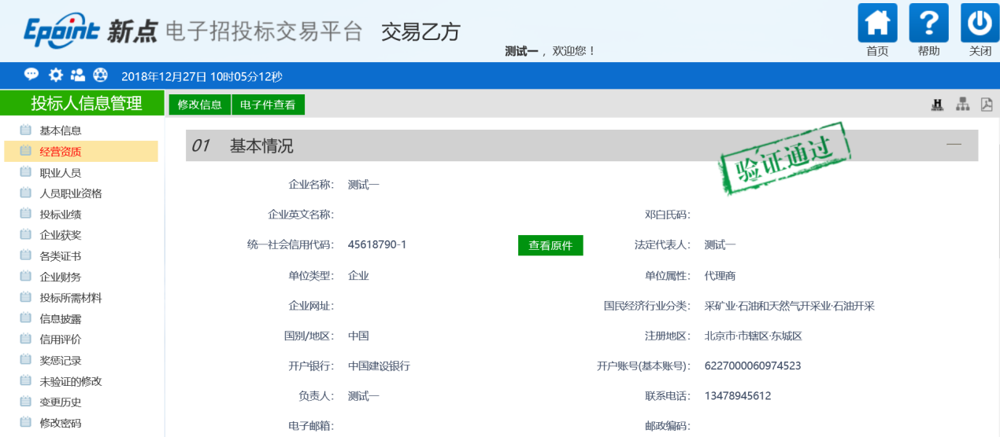 Epoint 新点 电子招投标交易平台 交易乙方
测试一 ，欢迎您！
首页 帮助 关闭
2018年12月27日 10时05分12秒
投标人信息管理
修改信息 电子件查看
基本信息
经营资质
职业人员
人员职业资格
投标业绩
企业获奖
各类证书
企业财务
投标所需材料
信息披露
信用评价
奖惩记录
未验证的修改
变更历史
修改密码
01 基本情况
验证通过
企业名称： 测试一
企业英文名称： 邓白氏码：
统一社会信用代码： 45618790-1 查看原件 法定代表人： 测试一
单位类型： 企业 单位属性： 代理商
企业网址： 国民经济行业分类： 采矿业·石油和天然气开采业·石油开采
国别/地区： 中国 注册地区： 北京市·市辖区·东城区
开户银行： 中国建设银行 开户账号(基本账号)： 6227000060974523
负责人： 测试一 联系电话： 13478945612
电子邮箱： 邮政编码：